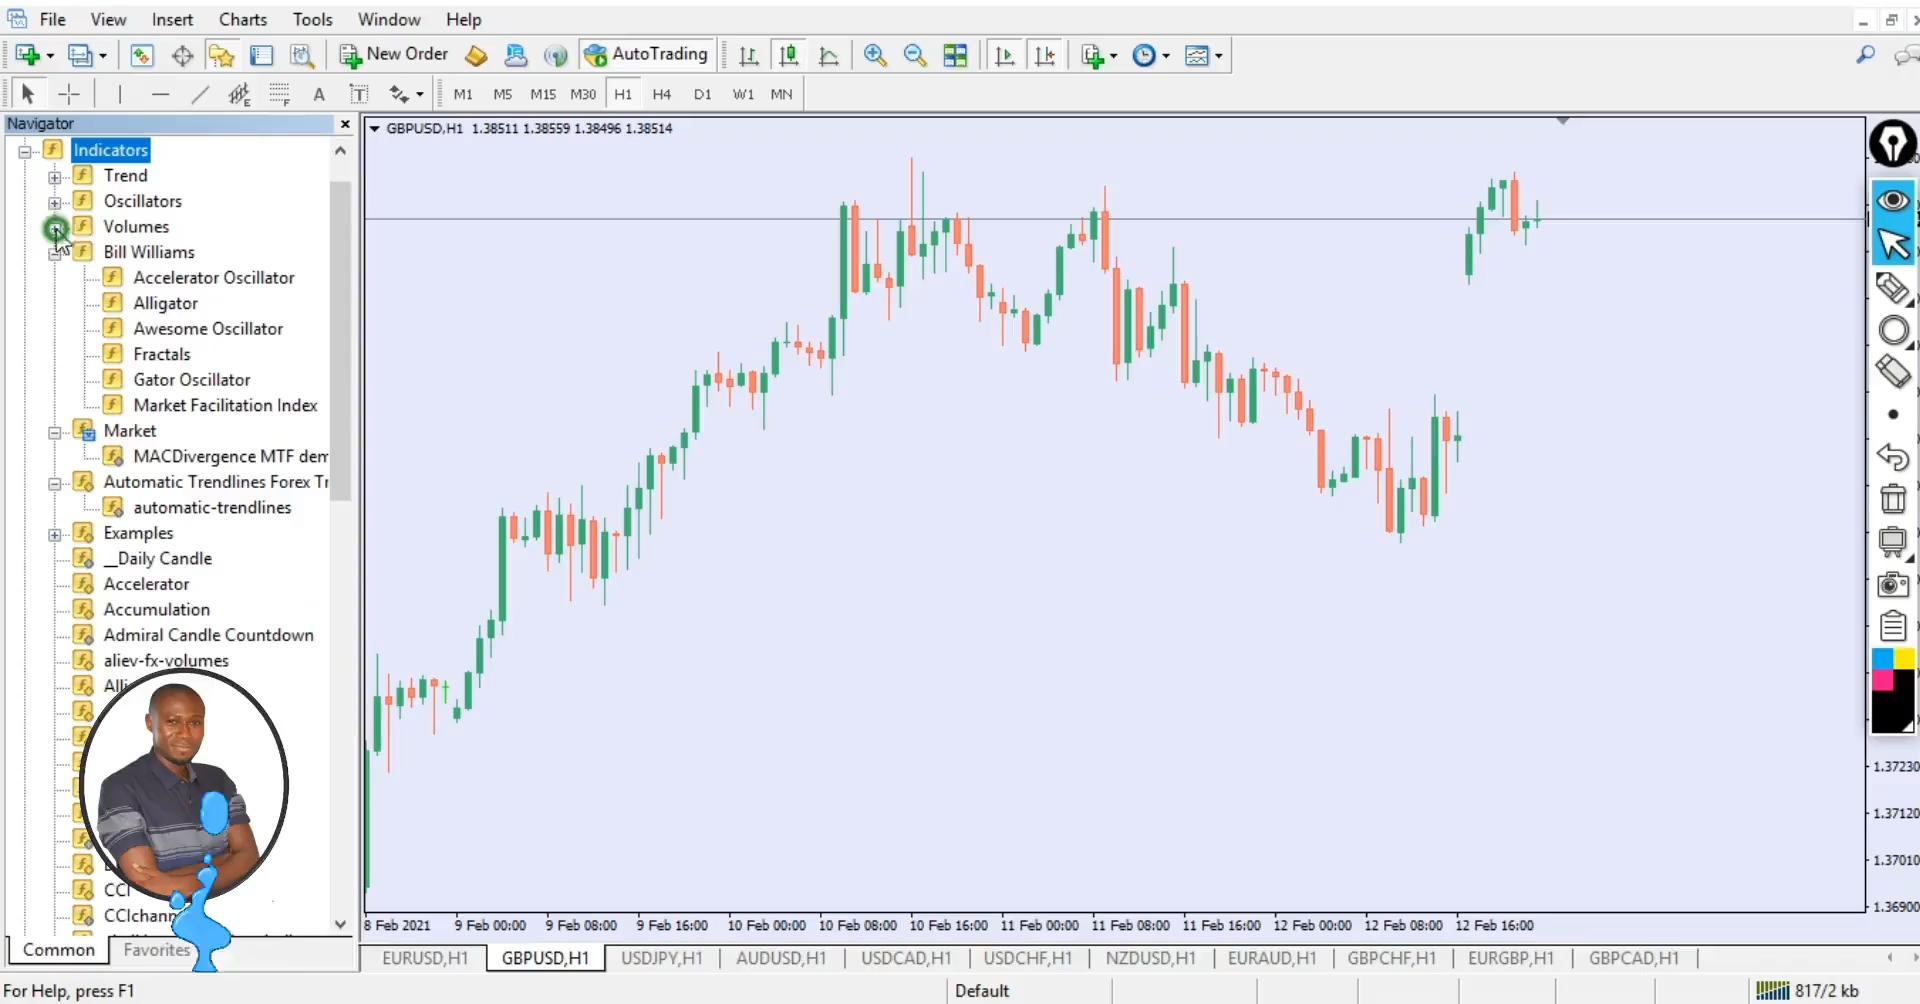 File View Insert Charts Tools Window Help
New Order AutoTrading
A T M1 M5 M15 M30 H1 H4 D1 W1 MN
Navigator
GBPUSD,H1 1.38511 1.38559 1.38496 1.38514
Indicators
Trend
Oscillators
Volumes
Bill Williams
Accelerator Oscillator
Alligator
Awesome Oscillator
Fractals
Gator Oscillator
Market Facilitation Index
Market
MACDivergence MTF dem
Automatic Trendlines Forex Tr
automatic-trendlines
Examples
__Daily Candle
Accelerator
Accumulation
Admiral Candle Countdown
aliev-fx-volumes
CCI
1.37230
1.37120
1.37010
1.36900
8 Feb 2021 9 Feb 00:00 9 Feb 08:00 9 Feb 16:00 10 Feb 00:00 10 Feb 08:00 10 Feb 16:00 11 Feb 00:00 11 Feb 08:00 11 Feb 16:00 12 Feb 00:00 12 Feb 08:00 12 Feb 16:00
Common Favorites
EURUSD,H1 GBPUSD,H1 USDJPY,H1 AUDUSD,H1 USDCAD,H1 USDCHF,H1 NZDUSD,H1 EURAUD,H1 GBPCHF,H1 EURGBP,H1 GBPCAD,H1
For Help, press F1 Default 817/2 kb